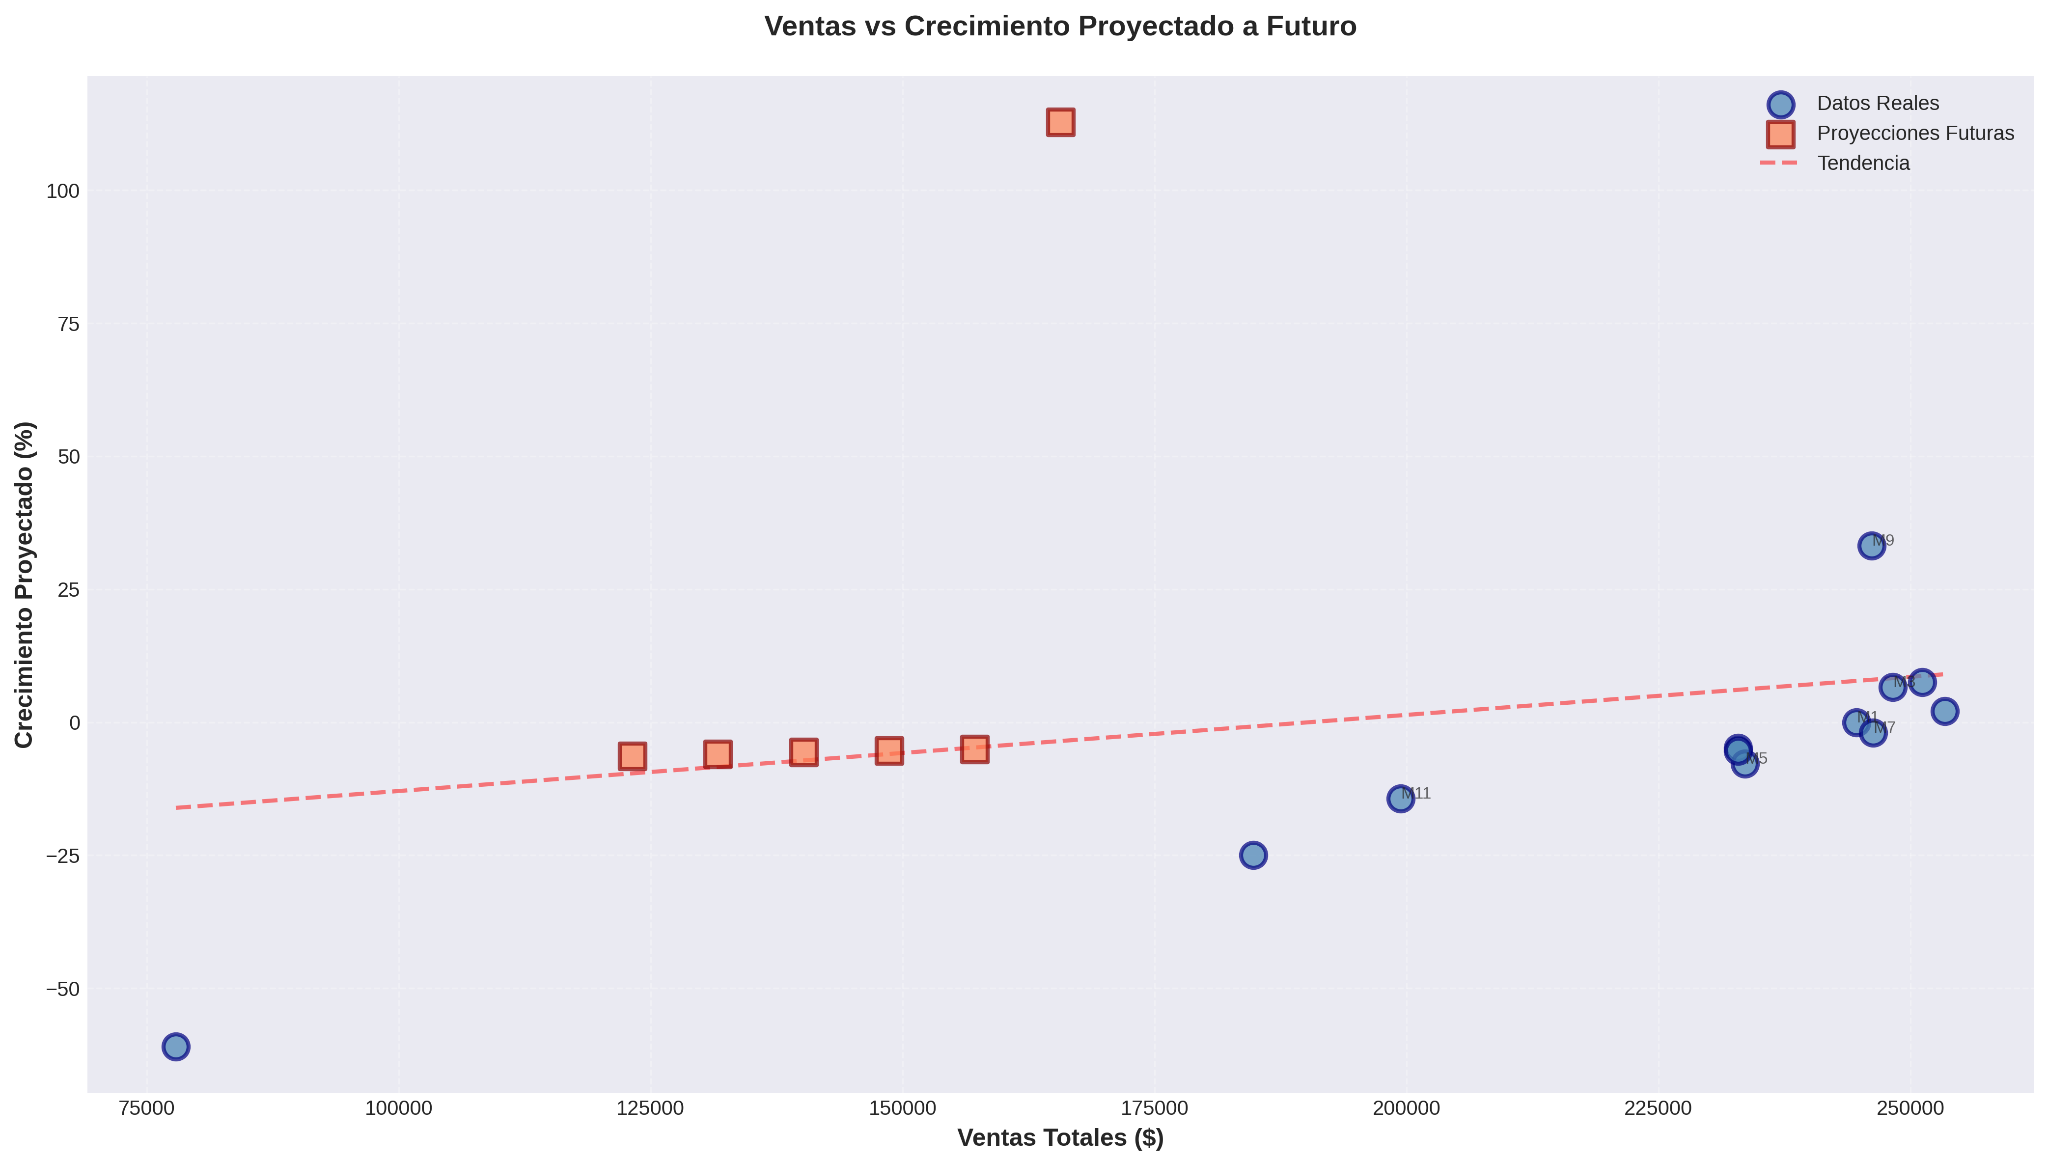 Ventas vs Crecimiento Proyectado a Futuro
Datos Reales
Proyecciones Futuras
Tendencia
Crecimiento Proyectado (%)
100
75
50
25
0
−25
−50
M9
M3
M1
M7
M5
M11
75000
100000
125000
150000
175000
200000
225000
250000
Ventas Totales ($)